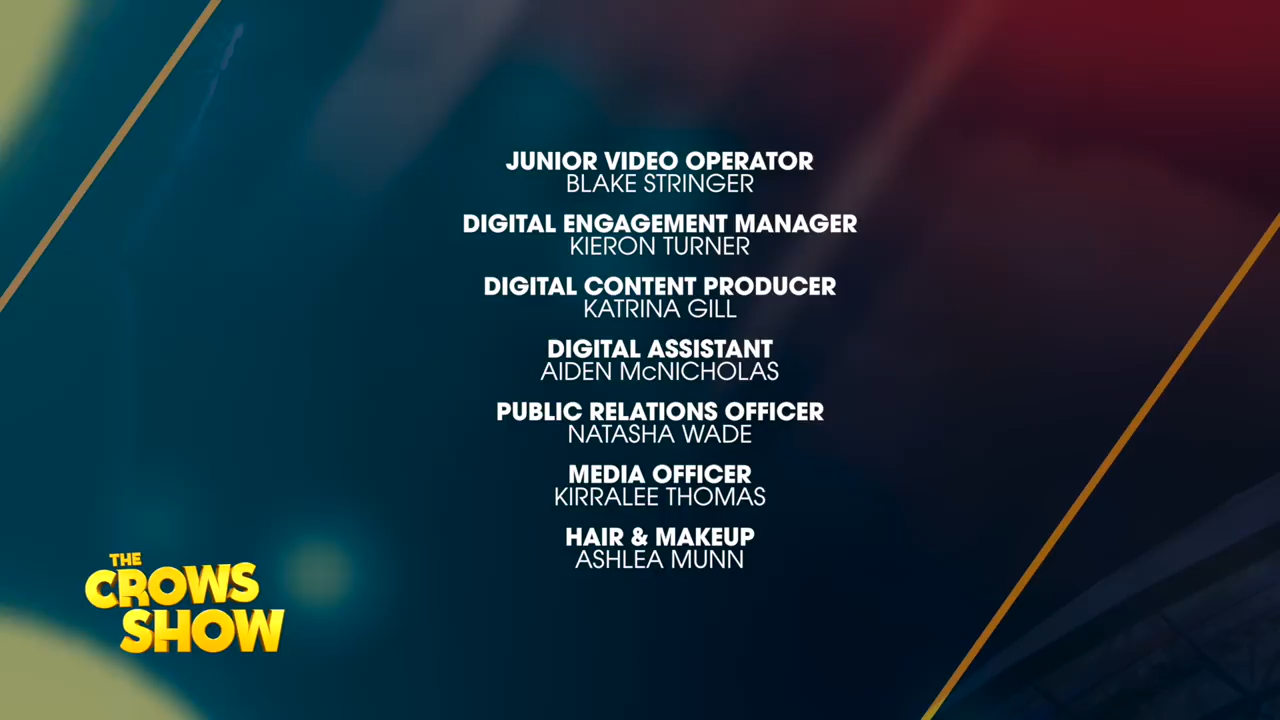 JUNIOR VIDEO OPERATOR
BLAKE STRINGER
DIGITAL ENGAGEMENT MANAGER
KIERON TURNER
DIGITAL CONTENT PRODUCER
KATRINA GILL
DIGITAL ASSISTANT
AIDEN McNICHOLAS
PUBLIC RELATIONS OFFICER
NATASHA WADE
MEDIA OFFICER
KIRRALEE THOMAS
HAIR & MAKEUP
ASHLEA MUNN
THE
CROWS
SHOW